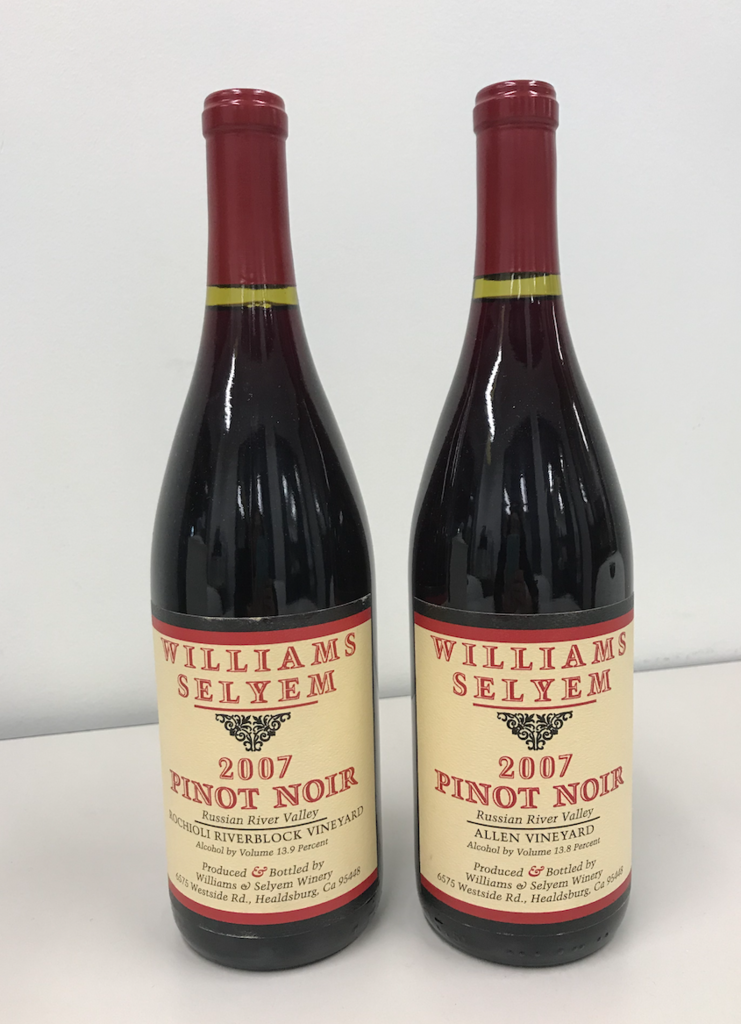 WILLIAMS
SELYEM
2007
PINOT NOIR
Russian River Valley
ROCHIOLI RIVERBLOCK VINEYARD
Alcohol by Volume 13.9 Percent
Produced & Bottled by
Williams & Selyem Winery
6575 Westside Rd., Healdsburg, Ca 95448
WILLIAMS
SELYEM
2007
PINOT NOIR
Russian River Valley
ALLEN VINEYARD
Alcohol by Volume 13.8 Percent
Produced & Bottled by
Williams & Selyem Winery
6575 Westside Rd., Healdsburg, Ca 95448